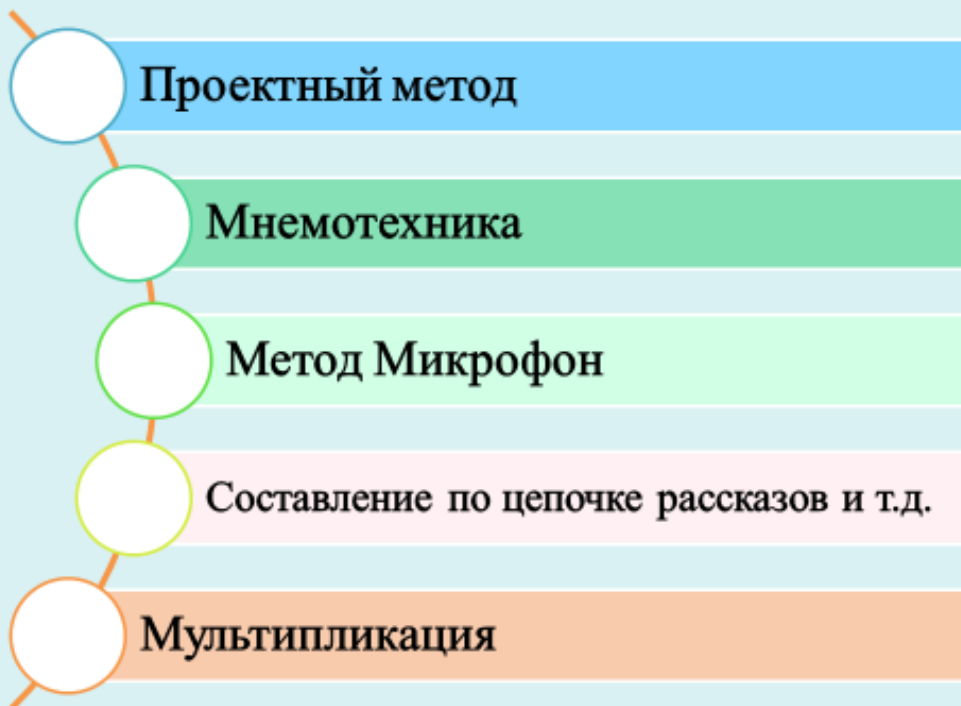 Проектный метод
Мнемотехника
Метод Микрофон
Составление по цепочке рассказов и т.д.
Мультипликация